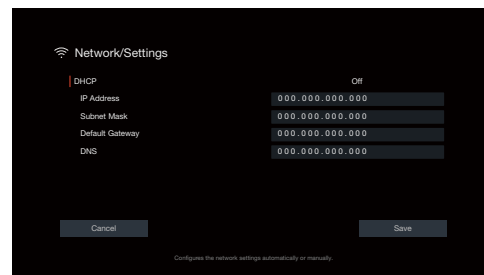 Network/Settings
DHCP Off
IP Address 000.000.000.000
Subnet Mask 000.000.000.000
Default Gateway 000.000.000.000
DNS 000.000.000.000
Cancel Save
Configures the network settings automatically or manually.